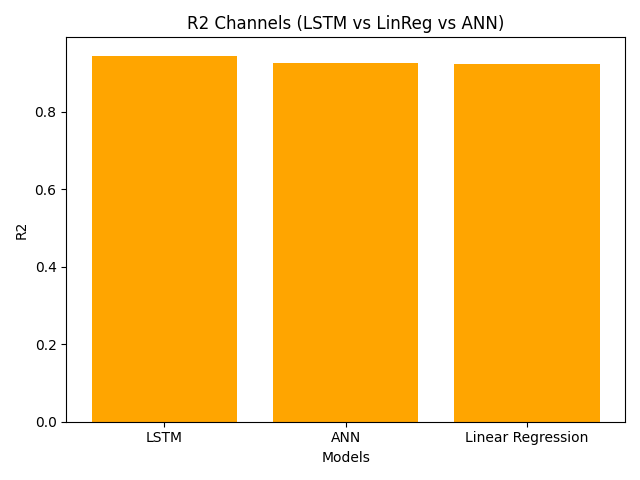 R2 Channels (LSTM vs LinReg vs ANN)
R2
0.8
0.6
0.4
0.2
0.0
LSTM ANN Linear Regression
Models